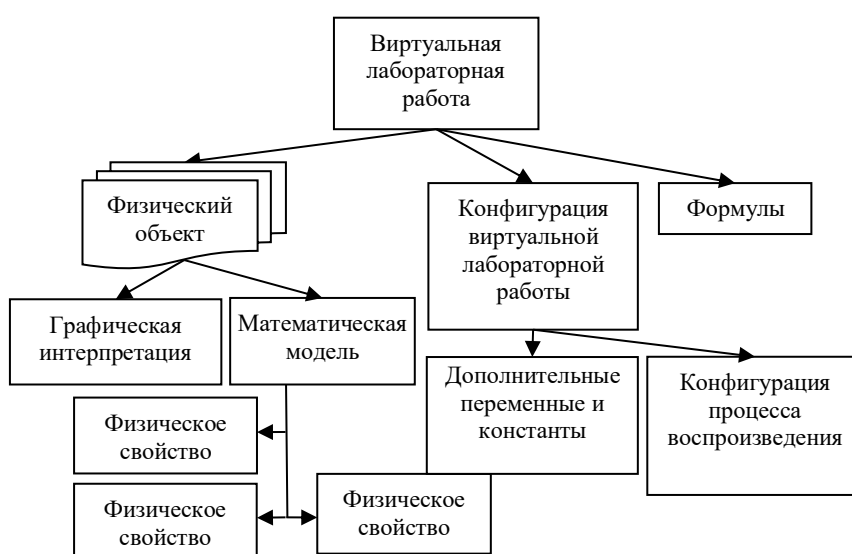 Виртуальная
лабораторная
работа
Физический
объект
Конфигурация
виртуальной
лабораторной
работы
Формулы
Графическая
интерпретация
Математическая
модель
Дополнительные
переменные и
константы
Конфигурация
процесса
воспроизведения
Физическое
свойство
Физическое
свойство
Физическое
свойство